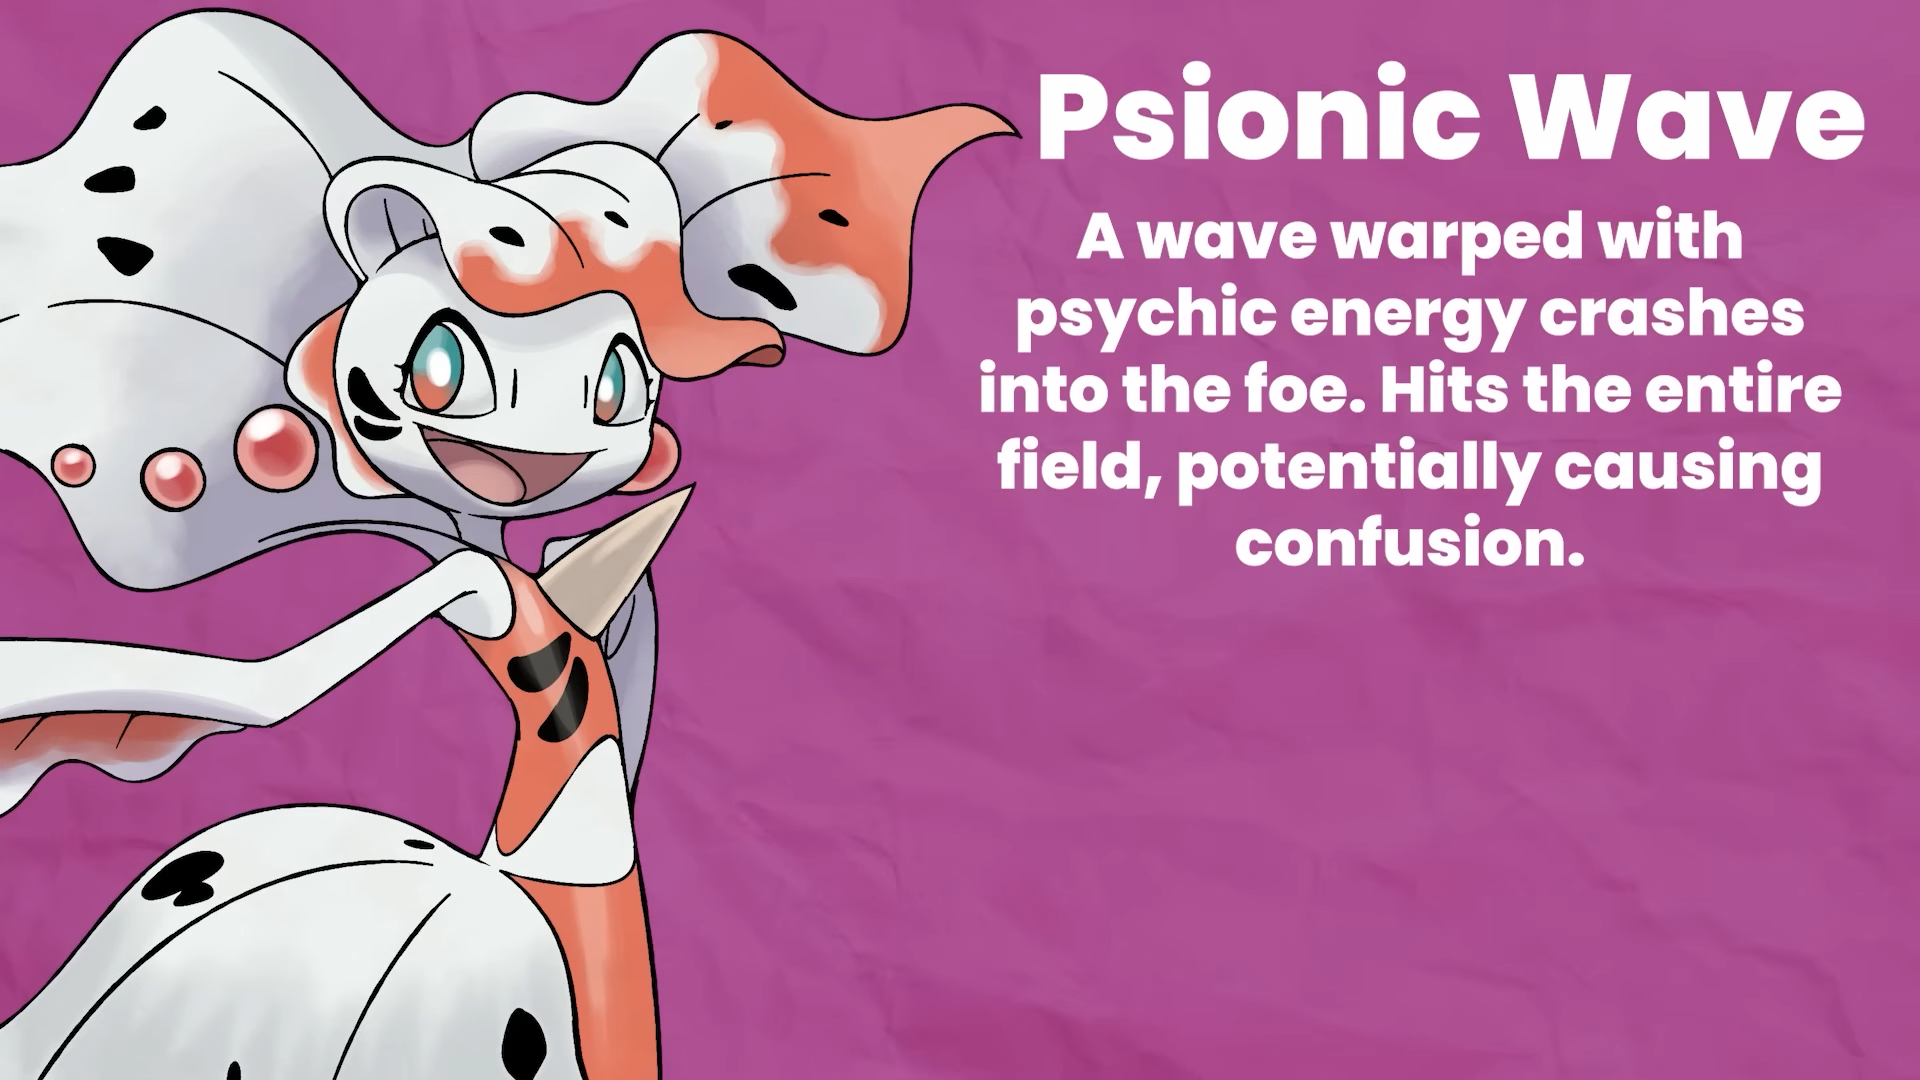 Psionic Wave
A wave warped with
psychic energy crashes
into the foe. Hits the entire
field, potentially causing
confusion.